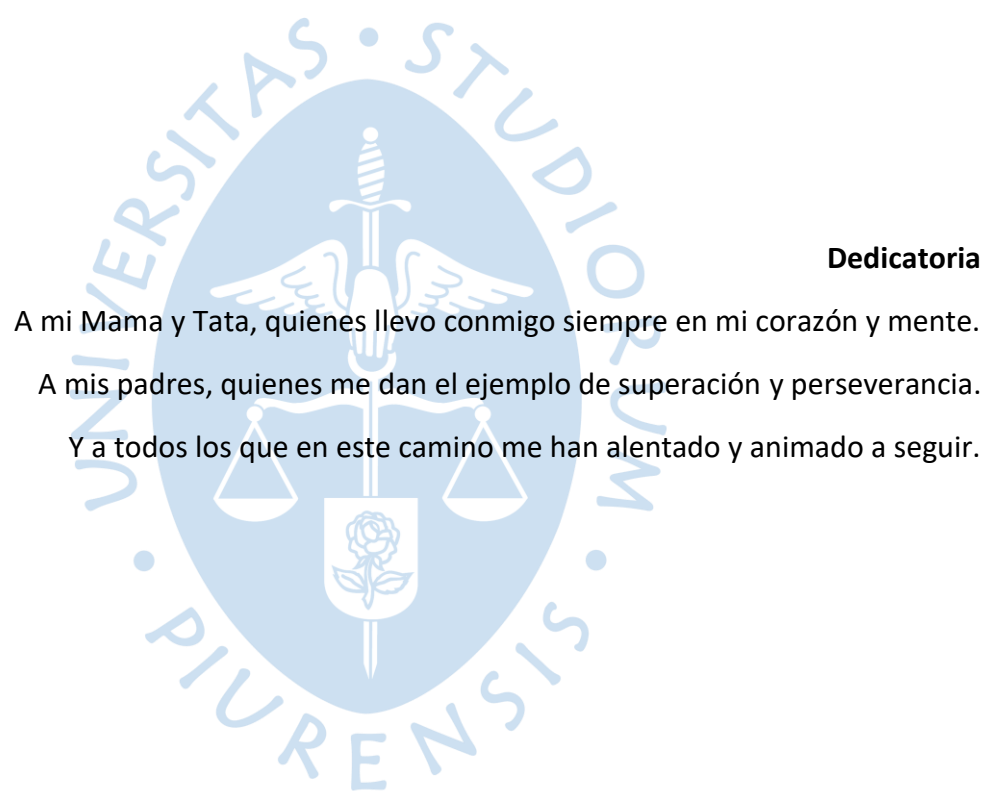 UNIVERSITAS • STUDIORUM • PIURENSIS •
Dedicatoria
A mi Mama y Tata, quienes llevo conmigo siempre en mi corazón y mente.
A mis padres, quienes me dan el ejemplo de superación y perseverancia.
Y a todos los que en este camino me han alentado y animado a seguir.